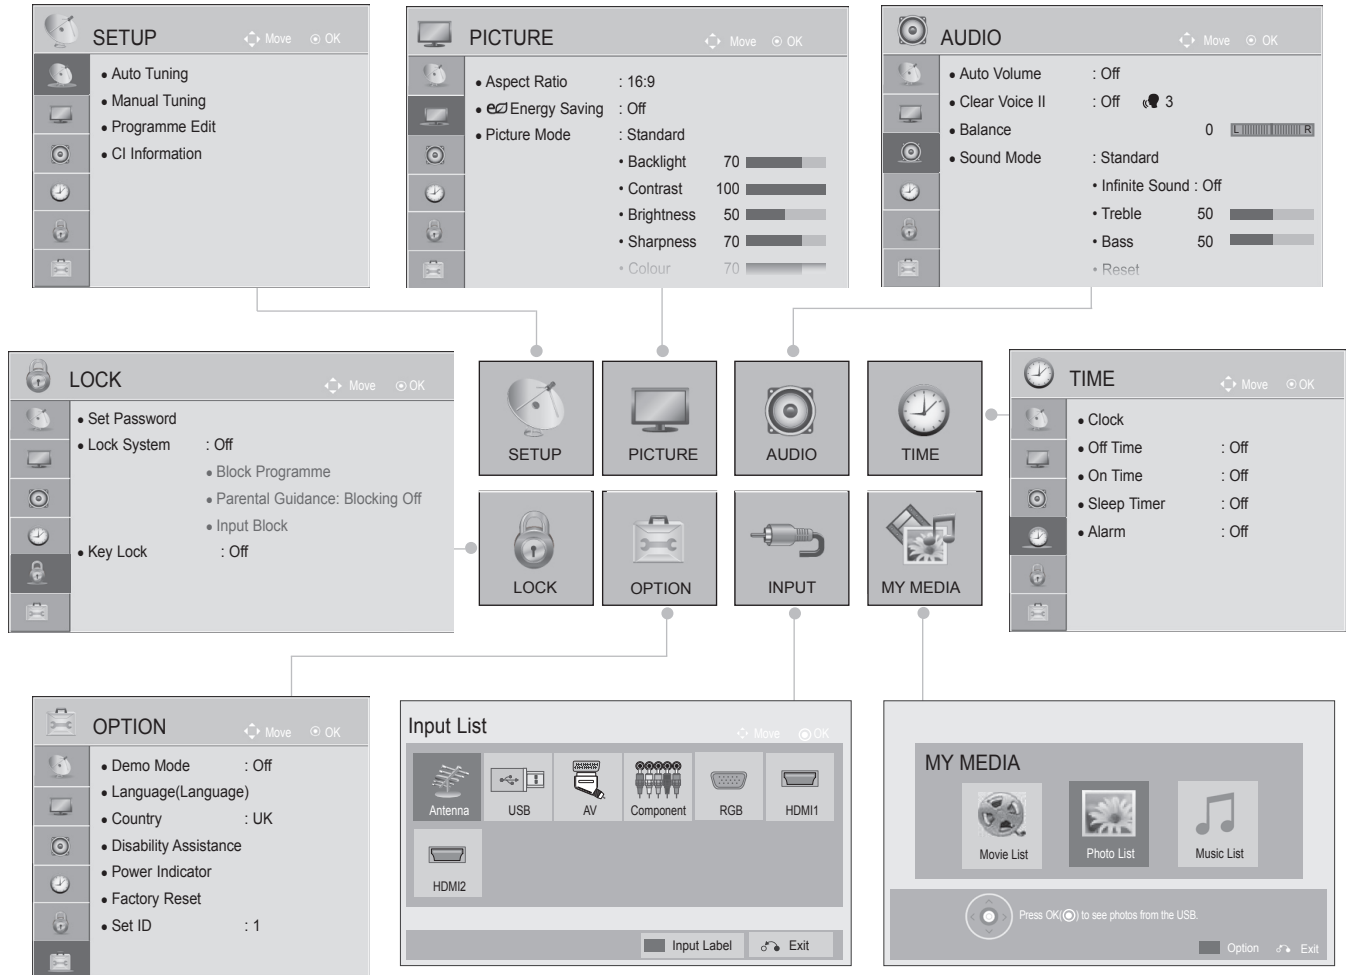 SETUP Move OK
Auto Tuning
Manual Tuning
Programme Edit
CI Information
PICTURE Move OK
Aspect Ratio : 16:9
Energy Saving : Off
Picture Mode : Standard
Backlight 70
Contrast 100
Brightness 50
Sharpness 70
Colour 70
AUDIO Move OK
Auto Volume : Off
Clear Voice II : Off 3
Balance 0 L R
Sound Mode : Standard
Infinite Sound : Off
Treble 50
Bass 50
Reset
LOCK Move OK
Set Password
Lock System : Off
Block Programme
Parental Guidance: Blocking Off
Input Block
Key Lock : Off
SETUP PICTURE AUDIO TIME
LOCK OPTION INPUT MY MEDIA
TIME Move OK
Clock
Off Time : Off
On Time : Off
Sleep Timer : Off
Alarm : Off
OPTION Move OK
Demo Mode : Off
Language(Language)
Country : UK
Disability Assistance
Power Indicator
Factory Reset
Set ID : 1
Input List Move OK
Antenna USB AV Component RGB HDMI1
HDMI2
Input Label Exit
MY MEDIA
Movie List Photo List Music List
Press OK(◉) to see photos from the USB.
Option Exit